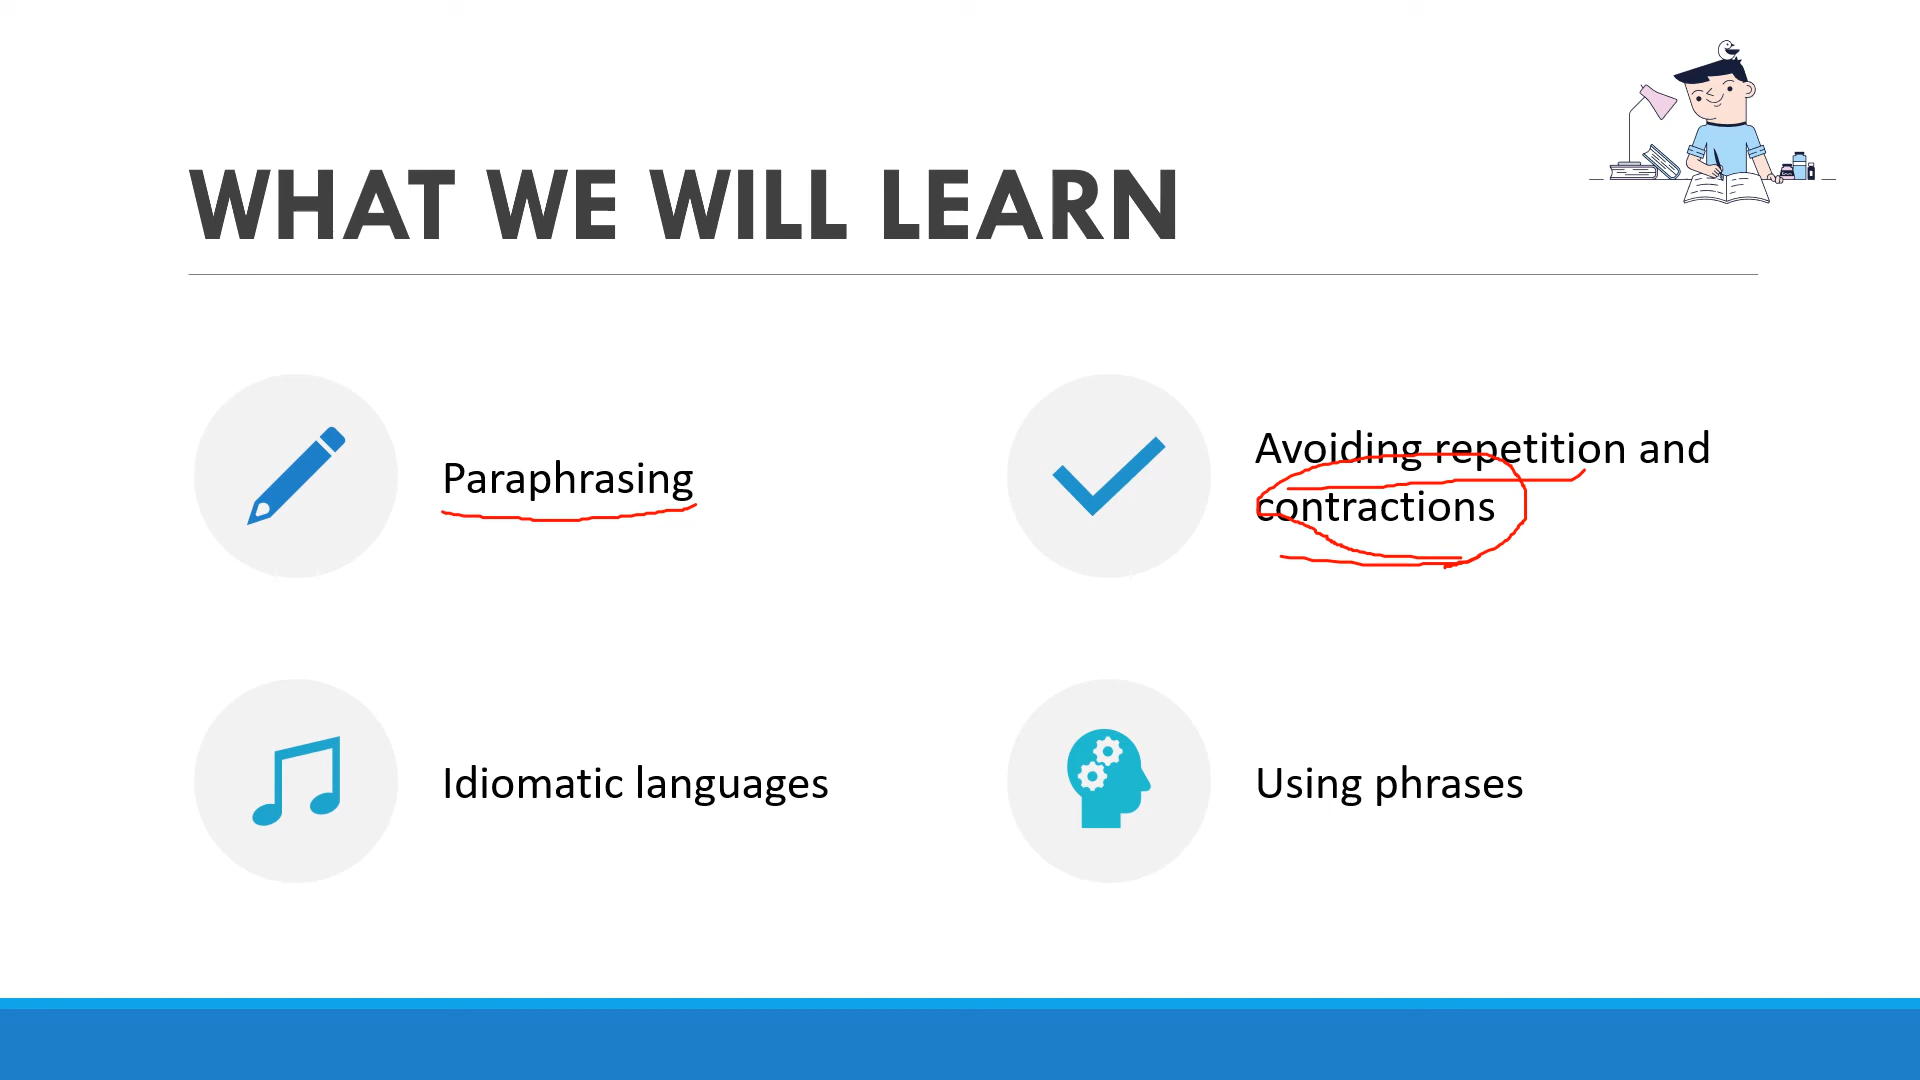 WHAT WE WILL LEARN
Paraphrasing
Avoiding repetition and
contractions
Idiomatic languages
Using phrases